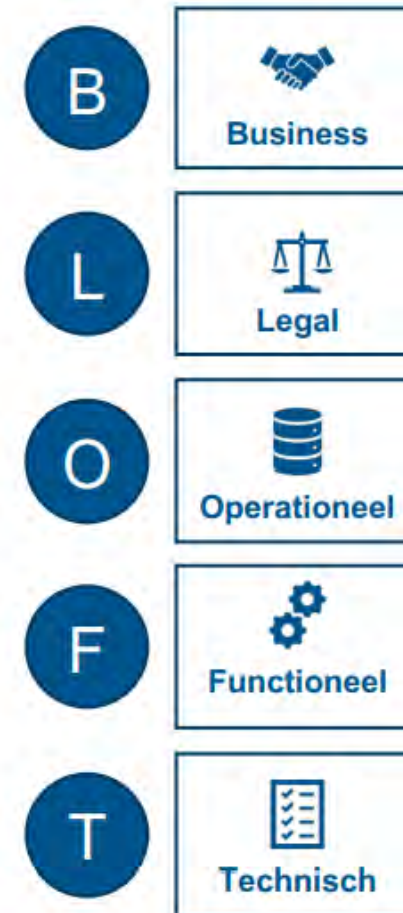 B
Business
L
Legal
O
Operationeel
F
Functioneel
T
Technisch